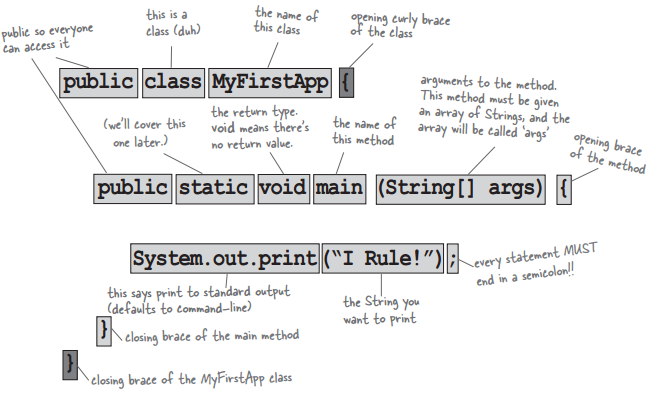 public so everyone
can access it
this is a
class (duh)
the name of
this class
opening curly brace
of the class
public class MyFirstApp {
(we'll cover this
one later.)
the return type.
void means there's
no return value.
the name of
this method
arguments to the method.
This method must be given
an array of Strings, and the
array will be called 'args'
opening brace
of the method
public static void main (String[] args) {
System.out.print(“I Rule!”);
every statement MUST
end in a semicolon!!
this says print to standard output
(defaults to command-line)
the String you
want to print
}
closing brace of the main method
}
closing brace of the MyFirstApp class